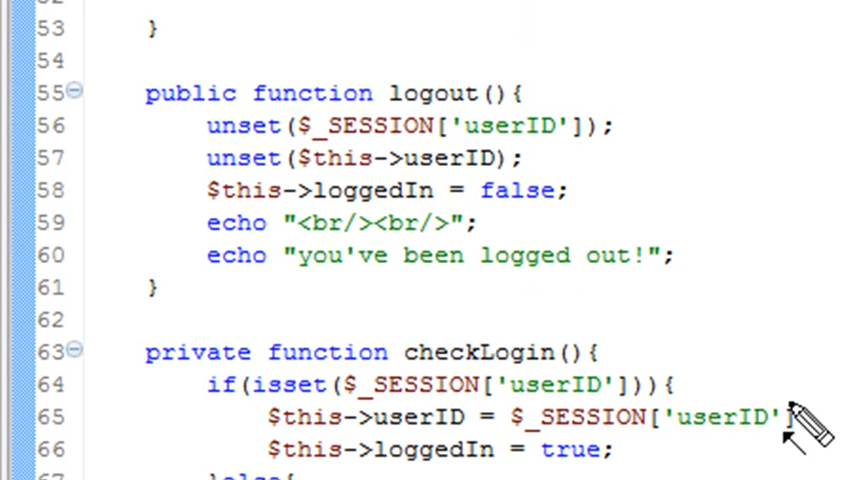 53 }
54
55 public function logout(){
56 unset($_SESSION['userID']);
57 unset($this->userID);
58 $this->loggedIn = false;
59 echo "<br/><br/>";
60 echo "you've been logged out!";
61 }
62
63 private function checkLogin(){
64 if(isset($_SESSION['userID'])){
65 $this->userID = $_SESSION['userID']
66 $this->loggedIn = true;
}else{